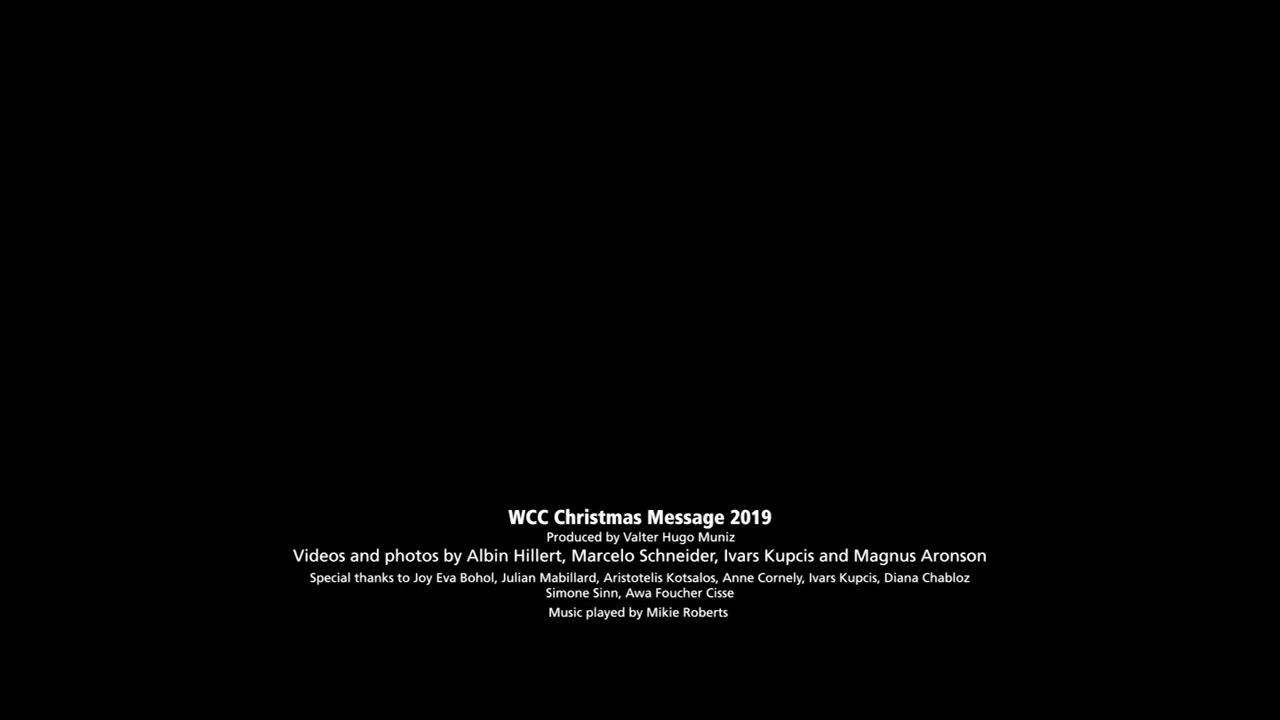 WCC Christmas Message 2019
Produced by Valter Hugo Muniz
Videos and photos by Albin Hillert, Marcelo Schneider, Ivars Kupcis and Magnus Aronson
Special thanks to Joy Eva Bohol, Julian Mabillard, Aristotelis Kotsalos, Anne Cornely, Ivars Kupcis, Diana Chabloz
Simone Sinn, Awa Foucher Cisse
Music played by Mikie Roberts